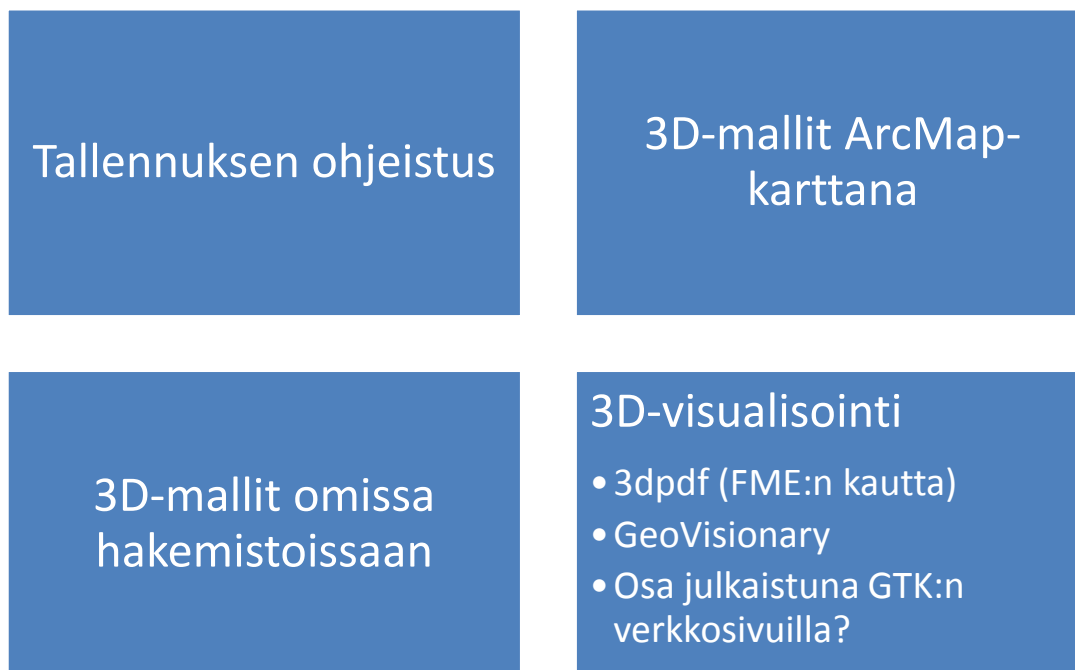 Tallennuksen ohjeistus
3D-mallit ArcMap-
karttana
3D-mallit omissa
hakemistoissaan
3D-visualisointi
• 3dpdf (FME:n kautta)
• GeoVisionary
• Osa julkaistuna GTK:n
verkkosivuilla?